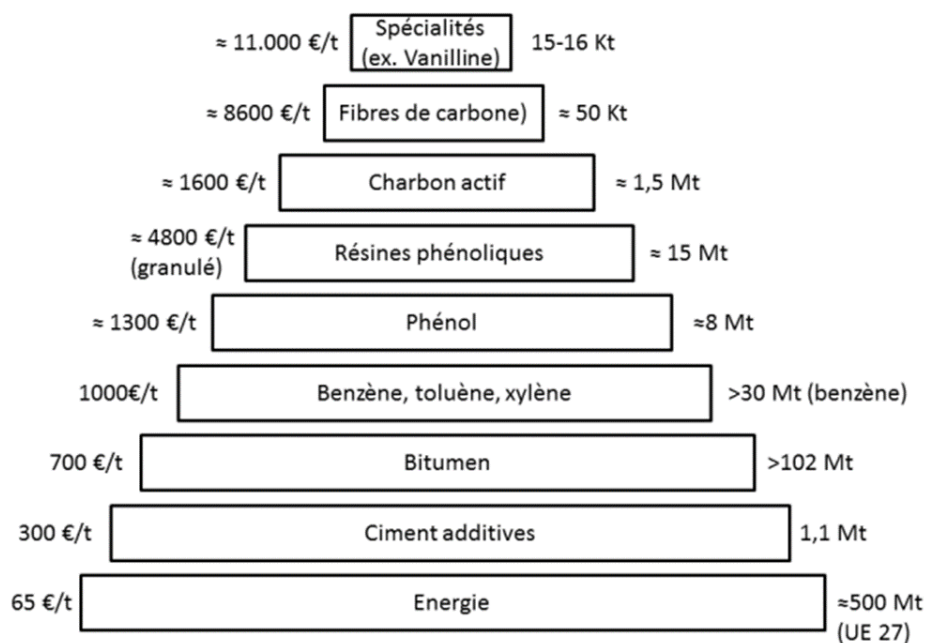 ≈ 11.000 €/t
Spécialités
(ex. Vanilline)
15-16 Kt
≈ 8600 €/t
Fibres de carbone)
≈ 50 Kt
≈ 1600 €/t
Charbon actif
≈ 1,5 Mt
≈ 4800 €/t
(granulé)
Résines phénoliques
≈ 15 Mt
≈ 1300 €/t
Phénol
≈8 Mt
1000€/t
Benzène, toluène, xylène
>30 Mt (benzène)
700 €/t
Bitumen
>102 Mt
300 €/t
Ciment additives
1,1 Mt
65 €/t
Energie
≈500 Mt
(UE 27)